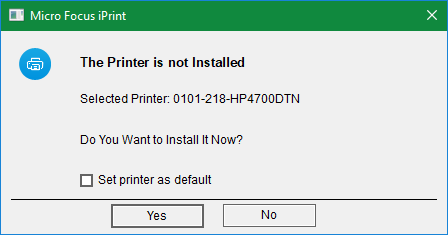 Micro Focus iPrint
The Printer is not Installed
Selected Printer: 0101-218-HP4700DTN
Do You Want to Install It Now?
Set printer as default
Yes
No